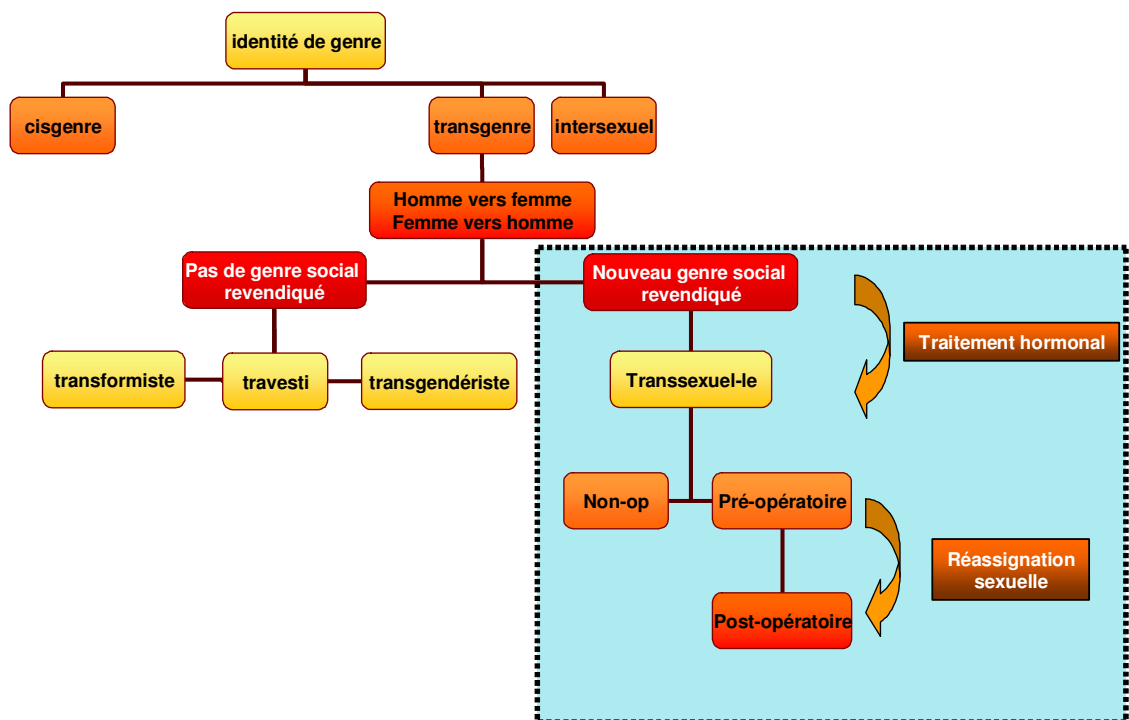 identité de genre
cisgenre
transgenre
intersexuel
Homme vers femme
Femme vers homme
Pas de genre social
revendiqué
Nouveau genre social
revendiqué
Traitement hormonal
transformiste
travesti
transgendériste
Transsexuel-le
Non-op
Pré-opératoire
Réassignation
sexuelle
Post-opératoire